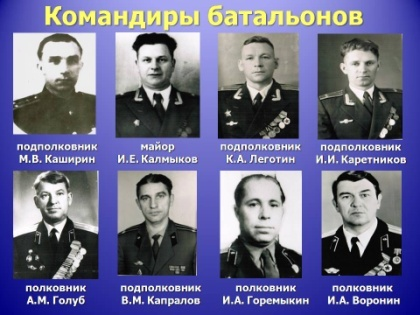 Командиры батальонов
подполковник майор подполковник подполковник
М.В. Каширин И.Е. Калмыков К.А. Леготин И.И. Каретников
полковник подполковник полковник полковник
А.М. Голуб В.М. Капралов И.А. Горемыкин И.А. Воронин